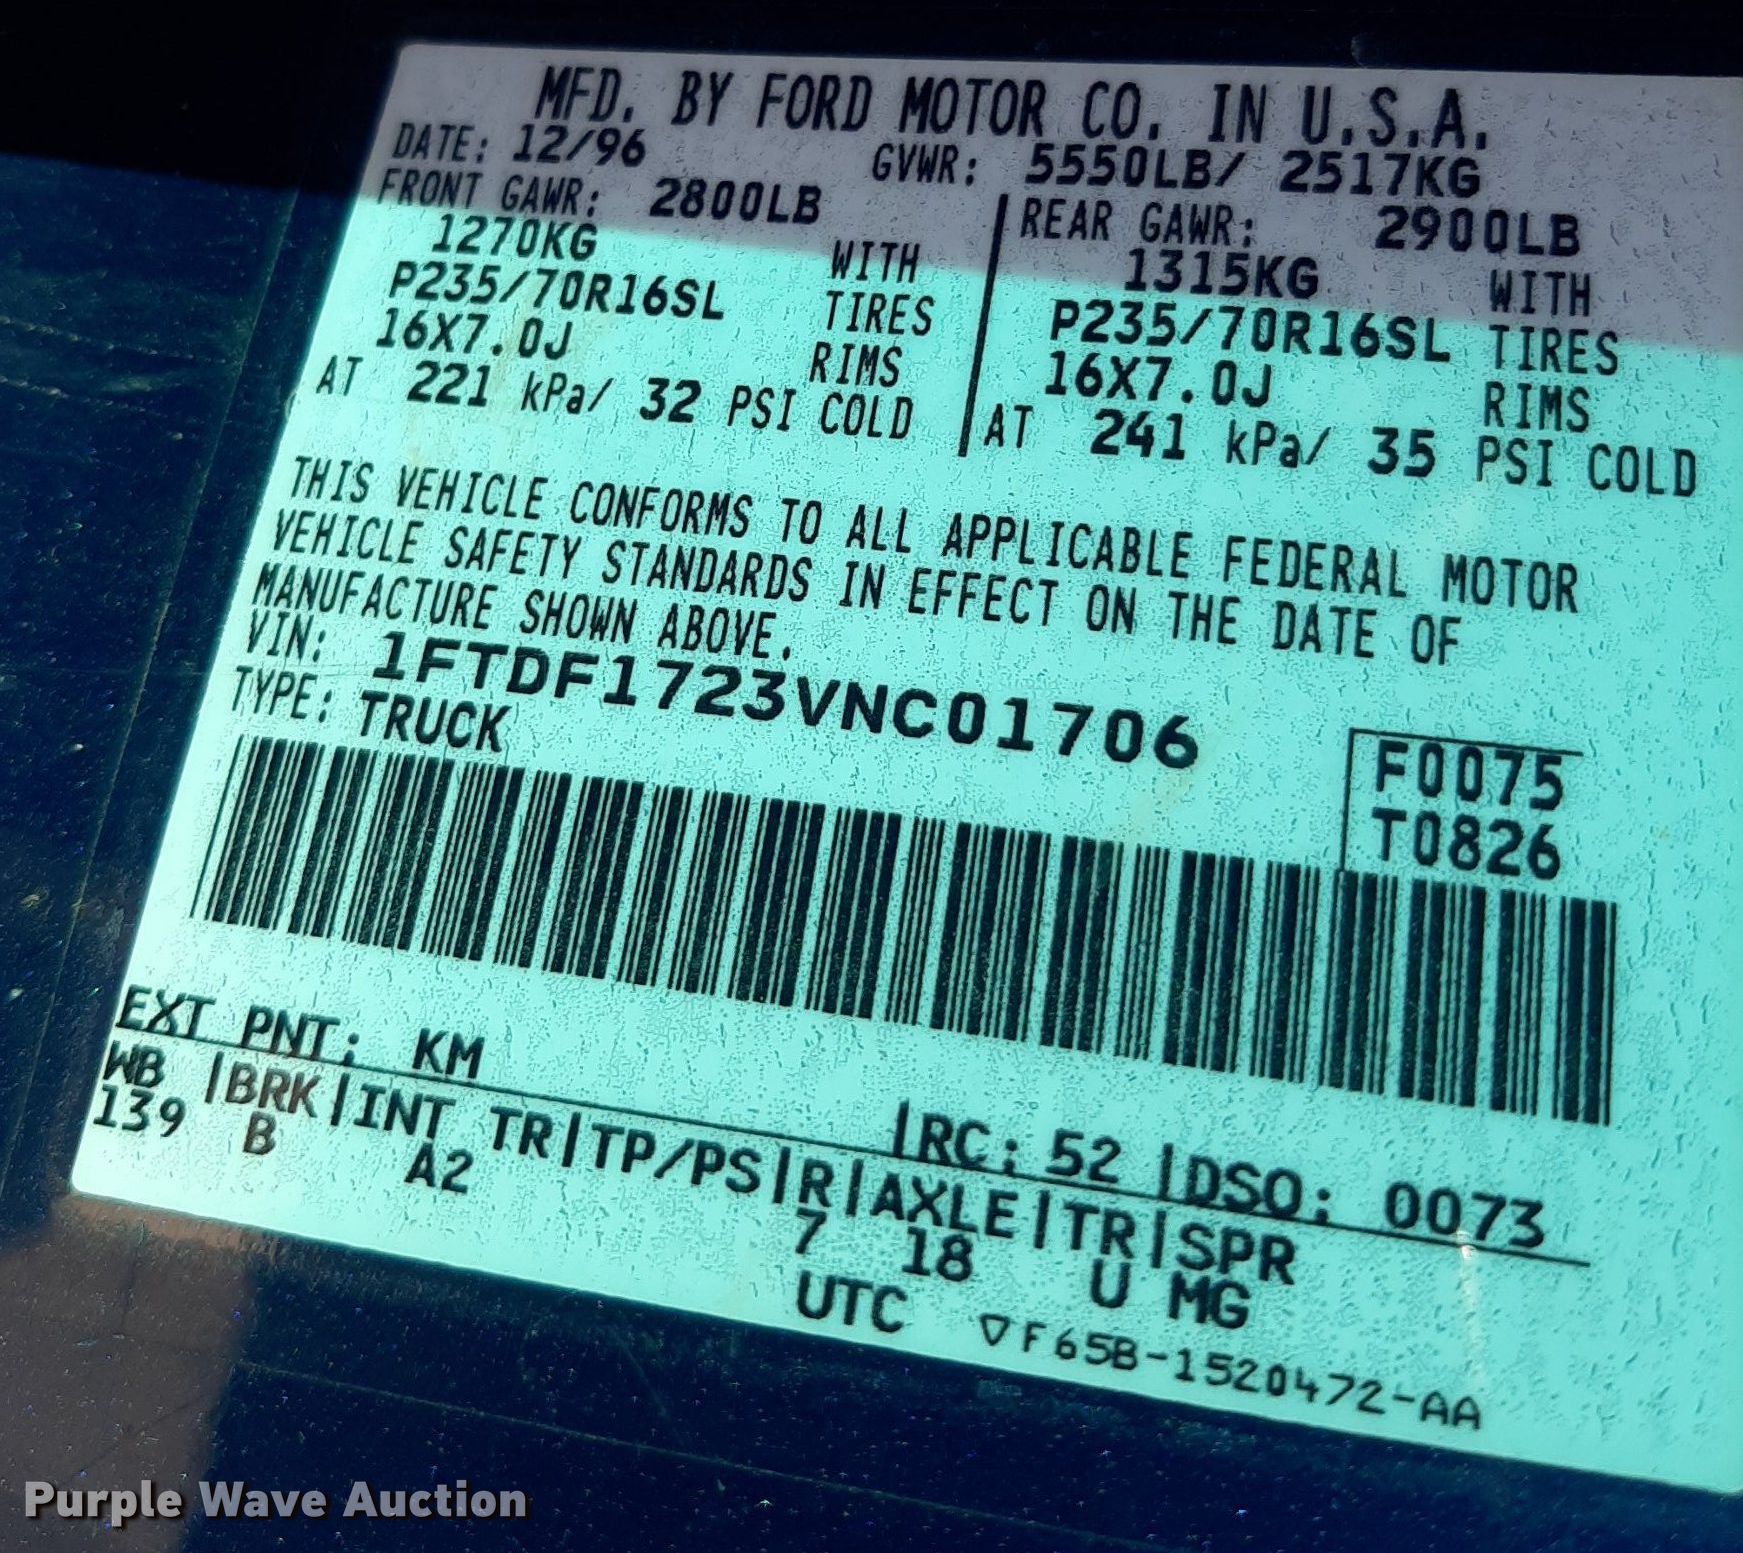 MFD. BY FORD MOTOR CO. IN U.S.A.
DATE: 12/96 GVWR: 5550LB/ 2517KG
FRONT GAWR: 2800LB REAR GAWR: 2900LB
1270KG WITH 1315KG WITH
P235/70R16SL TIRES P235/70R16SL TIRES
16X7.0J RIMS 16X7.0J RIMS
AT 221 kPa/ 32 PSI COLD AT 241 kPa/ 35 PSI COLD
THIS VEHICLE CONFORMS TO ALL APPLICABLE FEDERAL MOTOR
VEHICLE SAFETY STANDARDS IN EFFECT ON THE DATE OF
MANUFACTURE SHOWN ABOVE.
VIN: 1FTDF1723VNC01706
TYPE: TRUCK
F0075
T0826
EXT PNT: KM |RC: 52 |DSO: 0073
WB |BRK|INT TR|TP/PS|R|AXLE|TR|SPR
139 B A2 7 18 U MG
UTC ▽F65B-1520472-AA
Purple Wave Auction